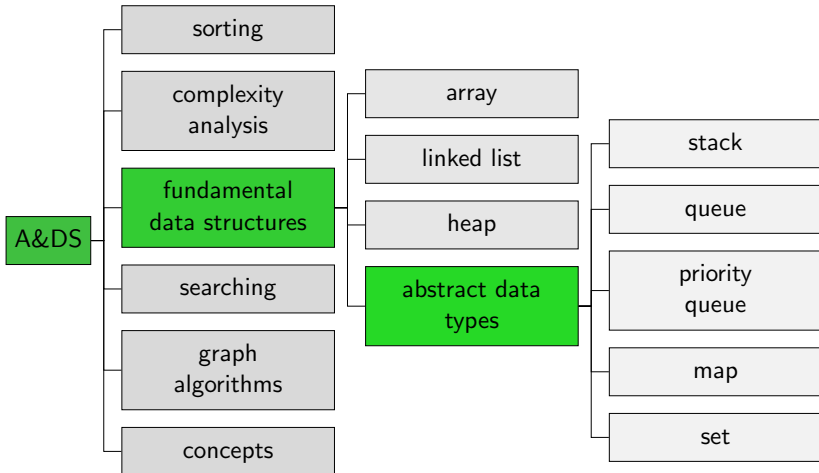 A&DS
sorting
complexity
analysis
fundamental
data structures
searching
graph
algorithms
concepts
array
linked list
heap
abstract data
types
stack
queue
priority
queue
map
set